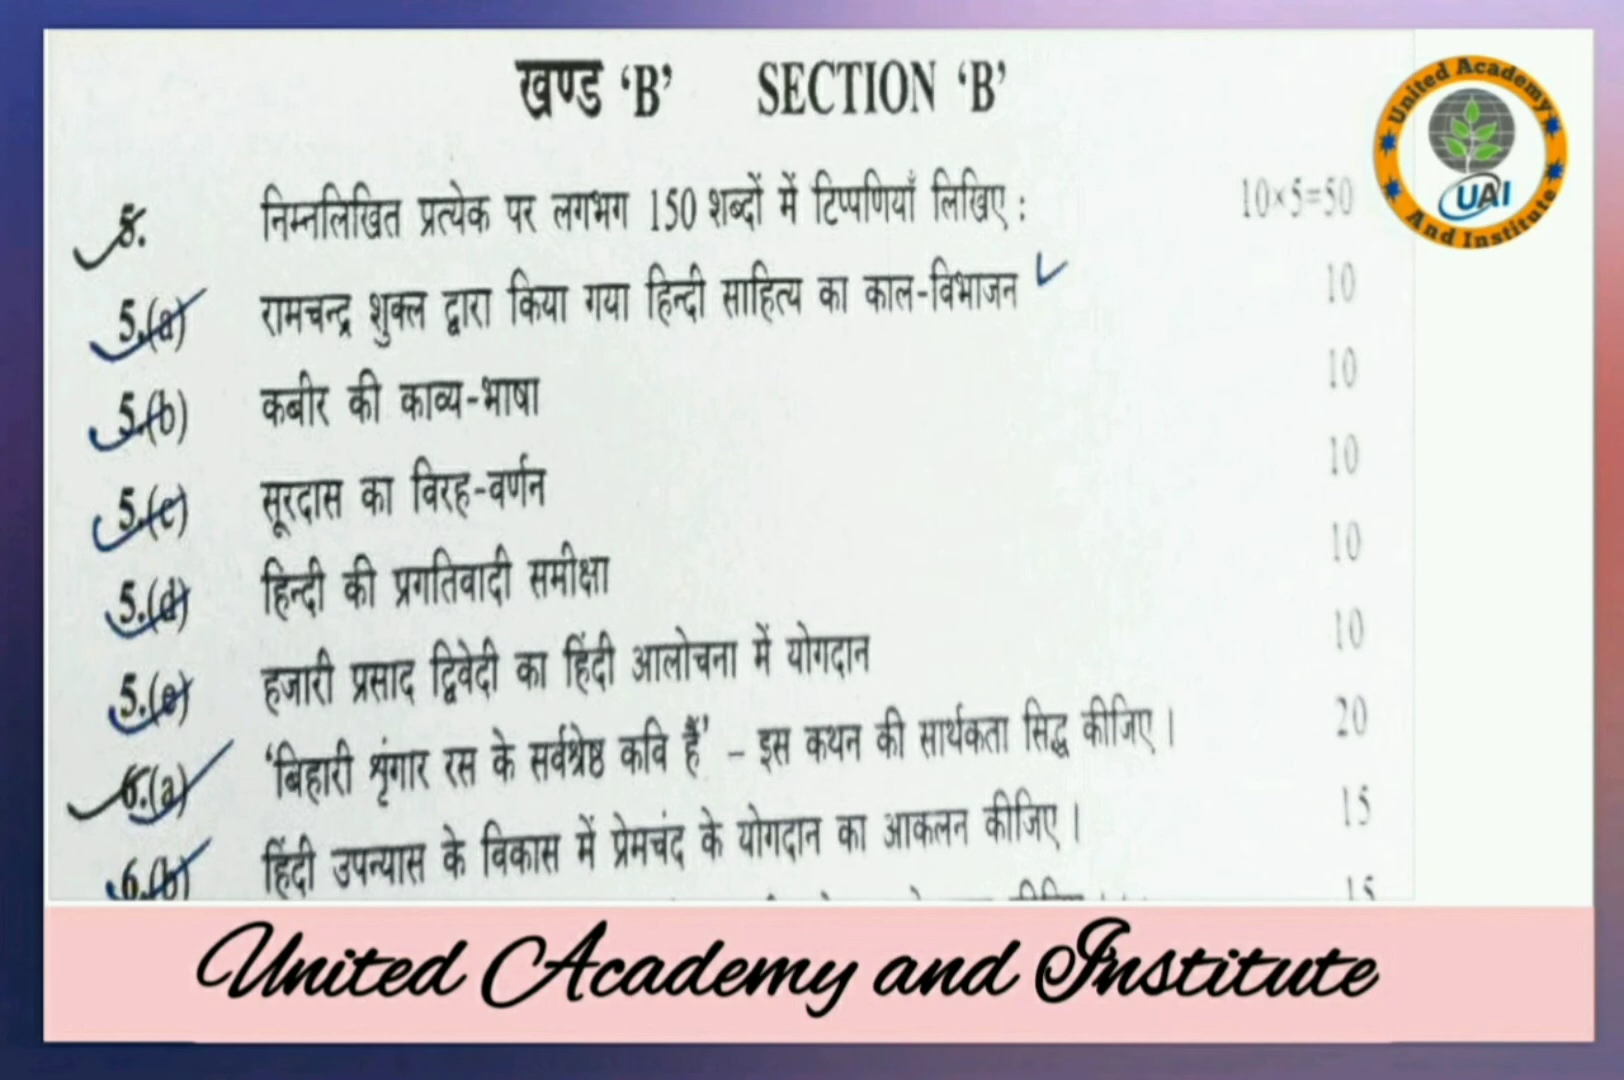 खण्ड ‘B’ SECTION ‘B’
5. निम्नलिखित प्रत्येक पर लगभग 150 शब्दों में टिप्पणियाँ लिखिए : 10×5=50
5.(a) रामचन्द्र शुक्ल द्वारा किया गया हिन्दी साहित्य का काल-विभाजन 10
5.(b) कबीर की काव्य-भाषा 10
5.(c) सूरदास का विरह-वर्णन 10
5.(d) हिन्दी की प्रगतिवादी समीक्षा 10
5.(e) हजारी प्रसाद द्विवेदी का हिंदी आलोचना में योगदान 10
6.(a) ‘बिहारी शृंगार रस के सर्वश्रेष्ठ कवि हैं’ – इस कथन की सार्थकता सिद्ध कीजिए । 20
6.(b) हिंदी उपन्यास के विकास में प्रेमचंद के योगदान का आकलन कीजिए । 15
15
United Academy
UAI
And Institute
United Academy and Institute